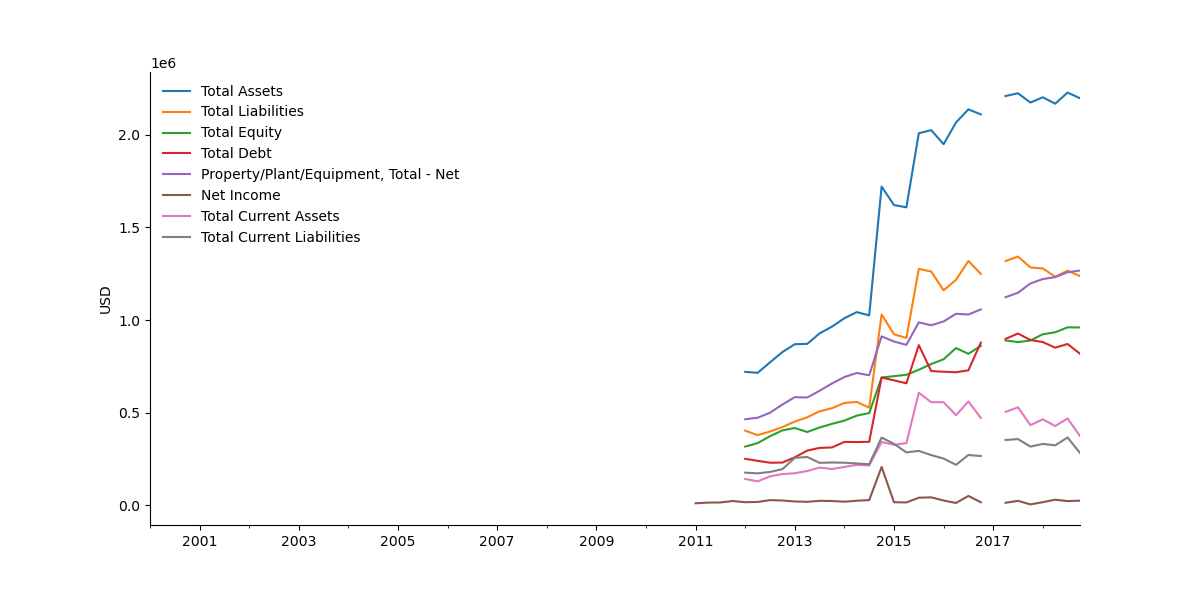 1e6
Total Assets
Total Liabilities
Total Equity
Total Debt
Property/Plant/Equipment, Total - Net
Net Income
Total Current Assets
Total Current Liabilities
USD
2.0
1.5
1.0
0.5
0.0
2001 2003 2005 2007 2009 2011 2013 2015 2017